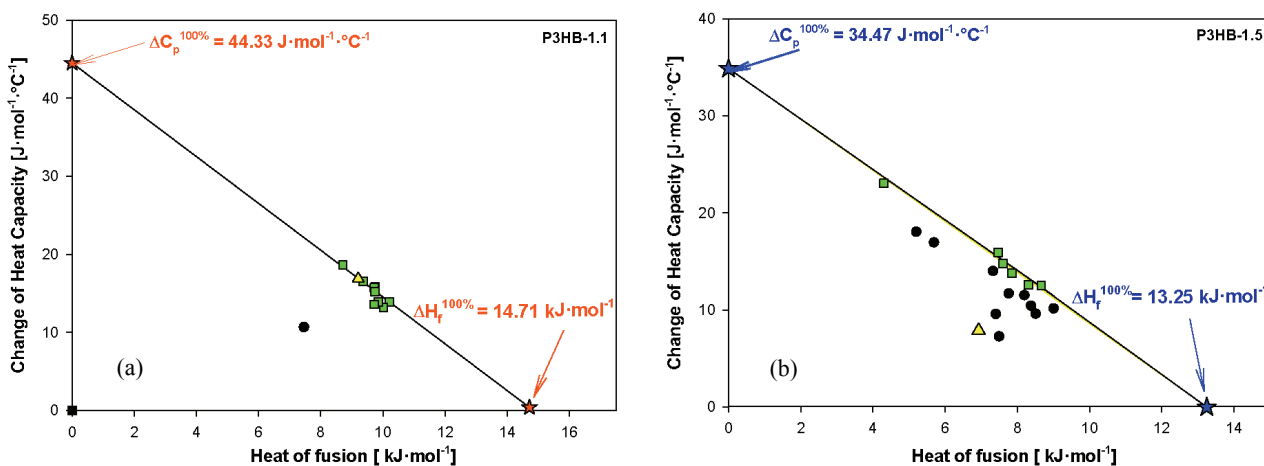 50
40
30
20
10
0
Change of Heat Capacity [J·mol⁻¹·°C⁻¹]
ΔCp¹⁰⁰% = 44.33 J·mol⁻¹·°C⁻¹
P3HB-1.1
ΔHf¹⁰⁰% = 14.71 kJ·mol⁻¹
(a)
0 2 4 6 8 10 12 14 16
Heat of fusion [ kJ·mol⁻¹]
40
30
20
10
0
Change of Heat Capacity [J·mol⁻¹·°C⁻¹]
ΔCp¹⁰⁰% = 34.47 J·mol⁻¹·°C⁻¹
P3HB-1.5
ΔHf¹⁰⁰% = 13.25 kJ·mol⁻¹
(b)
0 2 4 6 8 10 12 14
Heat of fusion [ kJ·mol⁻¹]